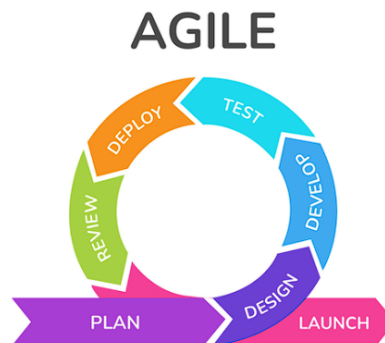 AGILE
PLAN
DESIGN
DEVELOP
TEST
DEPLOY
REVIEW
LAUNCH